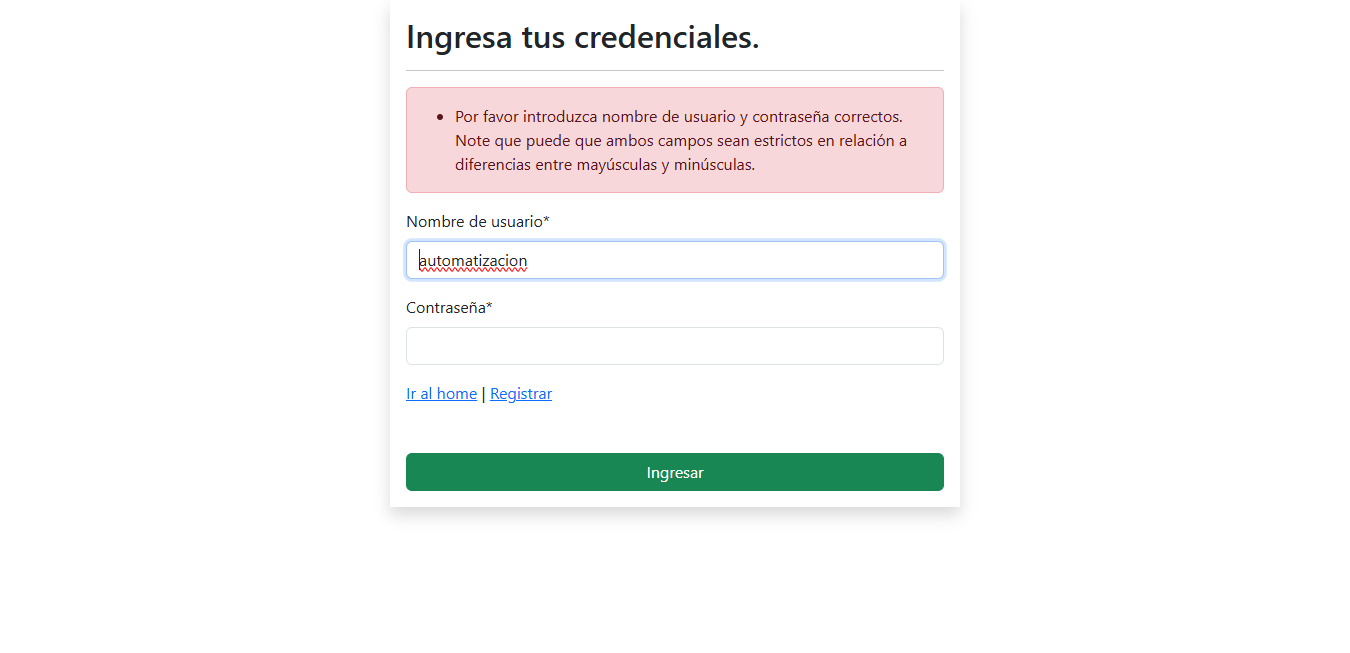 Ingresa tus credenciales.
• Por favor introduzca nombre de usuario y contraseña correctos.
Note que puede que ambos campos sean estrictos en relación a
diferencias entre mayúsculas y minúsculas.
Nombre de usuario*
automatizacion
Contraseña*
Ir al home | Registrar
Ingresar